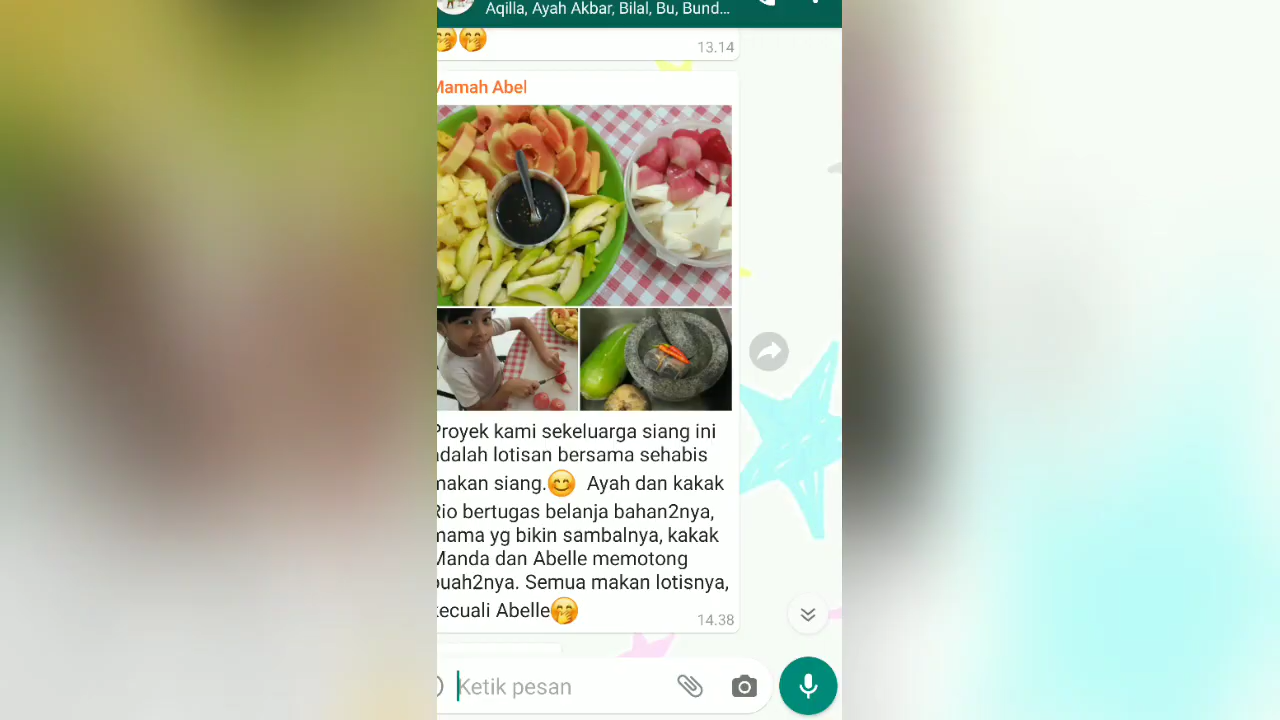 Aqilla, Ayah Akbar, Bilal, Bu, Bund...
13.14
Mamah Abel
Proyek kami sekeluarga siang ini
adalah lotisan bersama sehabis
makan siang.😊 Ayah dan kakak
Rio bertugas belanja bahan2nya,
mama yg bikin sambalnya, kakak
Manda dan Abelle memotong
buah2nya. Semua makan lotisnya,
kecuali Abelle🤭
14.38
Ketik pesan